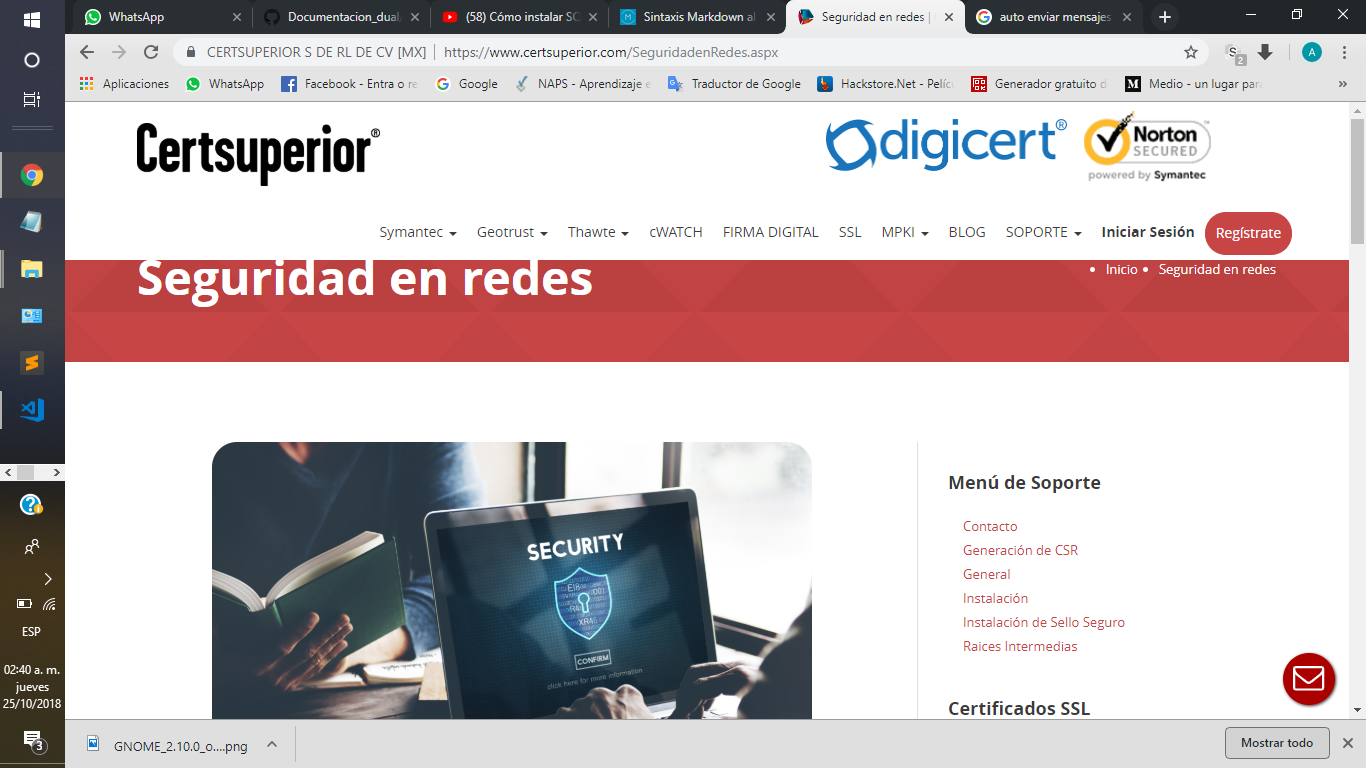 WhatsApp
Documentacion_dual
(58) Cómo instalar SC
Sintaxis Markdown al
Seguridad en redes |
auto enviar mensajes
CERTSUPERIOR S DE RL DE CV [MX] | https://www.certsuperior.com/SeguridadenRedes.aspx
2
A
Aplicaciones
WhatsApp
Facebook - Entra o re
Google
NAPS - Aprendizaje e
Traductor de Google
Hackstore.Net - Pelíc
Generador gratuito d
Medio - un lugar par
»
Certsuperior®
digicert®
Norton™
SECURED
powered by Symantec
Symantec
Geotrust
Thawte
cWATCH
FIRMA DIGITAL
SSL
MPKI
BLOG
SOPORTE
Iniciar Sesión
Regístrate
Seguridad en redes
• Inicio • Seguridad en redes
SECURITY
CONFIRM
click here for more information
Menú de Soporte
Contacto
Generación de CSR
General
Instalación
Instalación de Sello Seguro
Raices Intermedias
Certificados SSL
ESP
02:40 a. m.
jueves
25/10/2018
3
GNOME_2.10.0_o....png
Mostrar todo